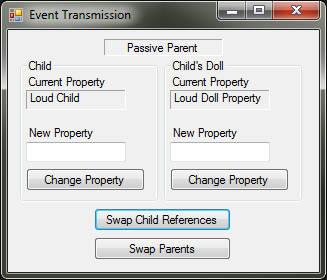 Event Transmission
Passive Parent
Child
Current Property
Loud Child
New Property
Change Property
Child's Doll
Current Property
Loud Doll Property
New Property
Change Property
Swap Child References
Swap Parents